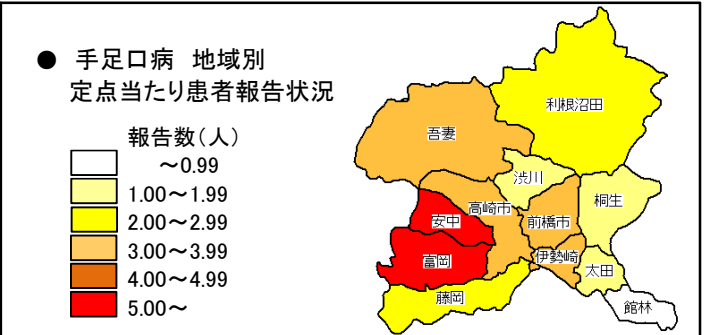 ● 手足口病 地域別
定点当たり患者報告状況
報告数(人)
～0.99
1.00～1.99
2.00～2.99
3.00～3.99
4.00～4.99
5.00～
利根沼田
吾妻
渋川
桐生
高崎市
安中
前橋市
富岡
伊勢崎
太田
藤岡
館林